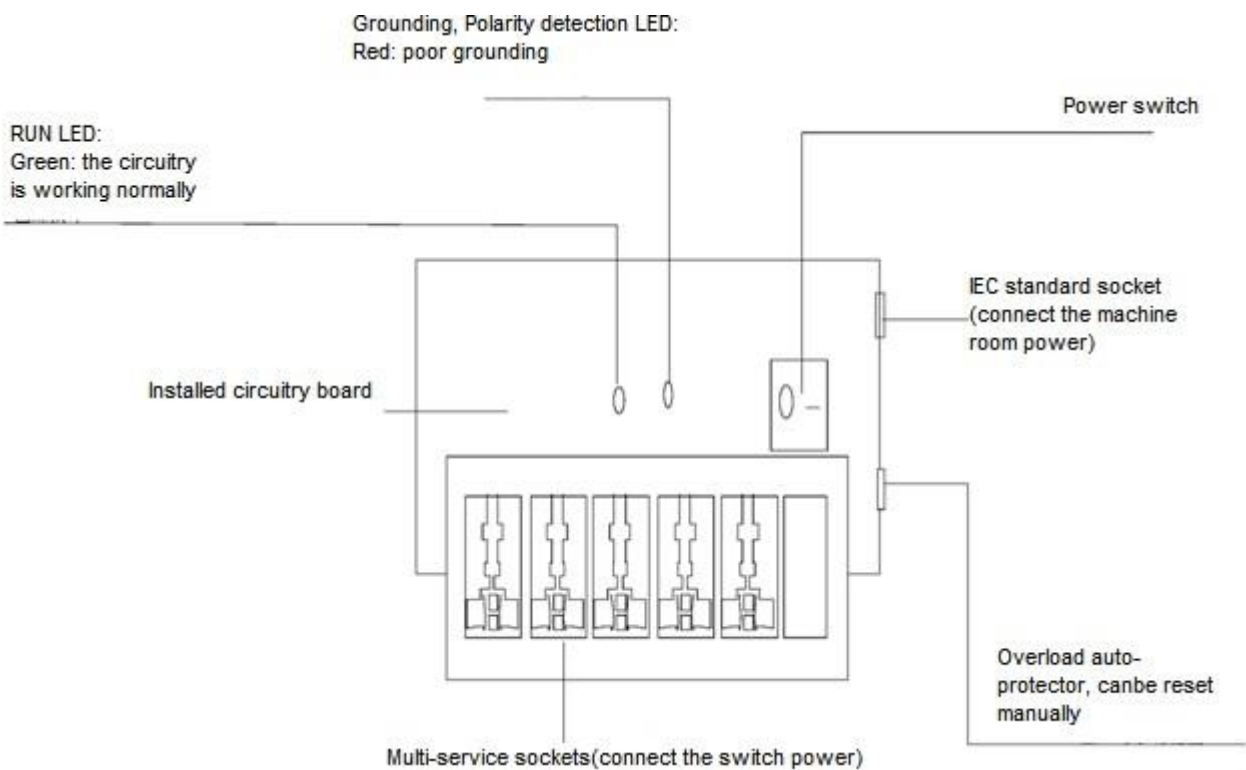 Grounding, Polarity detection LED:
Red: poor grounding
Power switch
RUN LED:
Green: the circuitry
is working normally
IEC standard socket
(connect the machine
room power)
Installed circuitry board
Overload auto-
protector, canbe reset
manually
Multi-service sockets(connect the switch power)